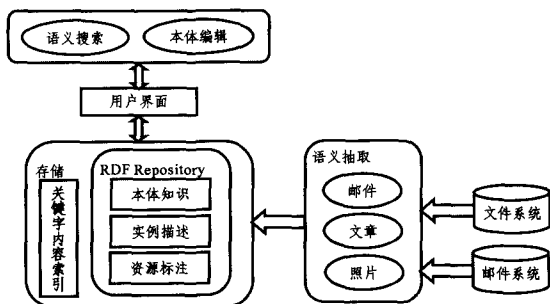 语义搜索
本体编辑
用户界面
存储
关键字内容索引
RDF Repository
本体知识
实例描述
资源标注
语义抽取
邮件
文章
照片
文件系统
邮件系统